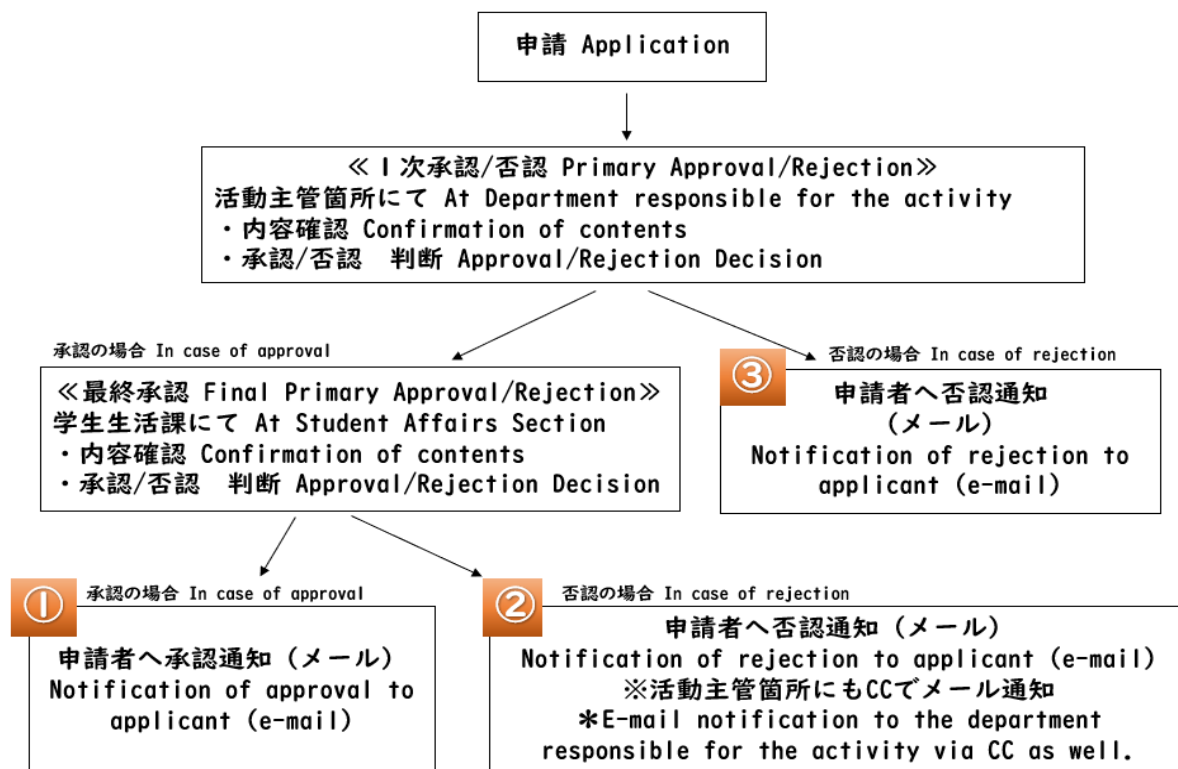 申請 Application
≪1次承認/否認 Primary Approval/Rejection≫
活動主管箇所にて At Department responsible for the activity
・内容確認 Confirmation of contents
・承認/否認　判断 Approval/Rejection Decision
承認の場合 In case of approval
≪最終承認 Final Primary Approval/Rejection≫
学生生活課にて At Student Affairs Section
・内容確認 Confirmation of contents
・承認/否認　判断 Approval/Rejection Decision
③
否認の場合 In case of rejection
申請者へ否認通知
(メール)
Notification of rejection to
applicant (e-mail)
①
承認の場合 In case of approval
申請者へ承認通知(メール)
Notification of approval to
applicant (e-mail)
②
否認の場合 In case of rejection
申請者へ否認通知(メール)
Notification of rejection to applicant (e-mail)
※活動主管箇所にもCCでメール通知
*E-mail notification to the department
responsible for the activity via CC as well.